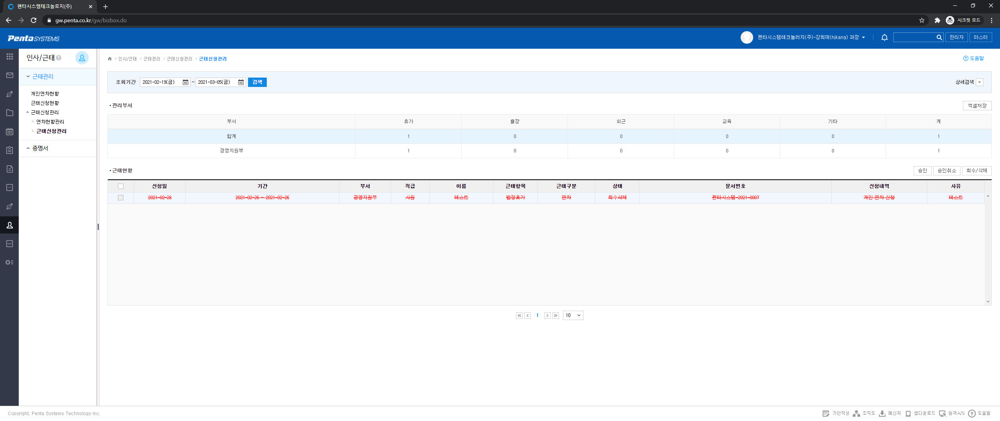 펜타시스템테크놀로지(주)
gw.penta.co.kr/gw/bizbox.do
시크릿 모드
Penta SYSTEMS
펜타시스템테크놀러지(주)-강희재(hjkang) 과장
관리자
마스터
인사/근태
인사/근태 > 근태관리 > 근태신청관리 > 근태신청관리
도움말
근태관리
개인연차현황
근태신청현황
근태신청관리
연차현황관리
근태신청관리
증명서
조회기간 2021-02-19(금) ~ 2021-03-05(금) 검색
상세검색
관리부서
엑셀저장
부서 휴가 출장 외근 교육 기타 계
합계 1 0 0 0 0 1
경영지원부 1 0 0 0 0 1
근태현황
승인 승인취소 회수/삭제
신청일 기간 부서 직급 이름 근태항목 근태구분 상태 문서번호 신청내역 사유
2021-02-26 2021-02-26 ~ 2021-02-26 경영지원부 사원 테스트 법정휴가 연차 회수삭제 펜타시스템-2021-0007 개인 연차 신청 테스트
1
10
MY
Copyright. Penta Systems Technology Inc.
기안작성 조직도 메신저 앱다운로드 원격A/S 도움말